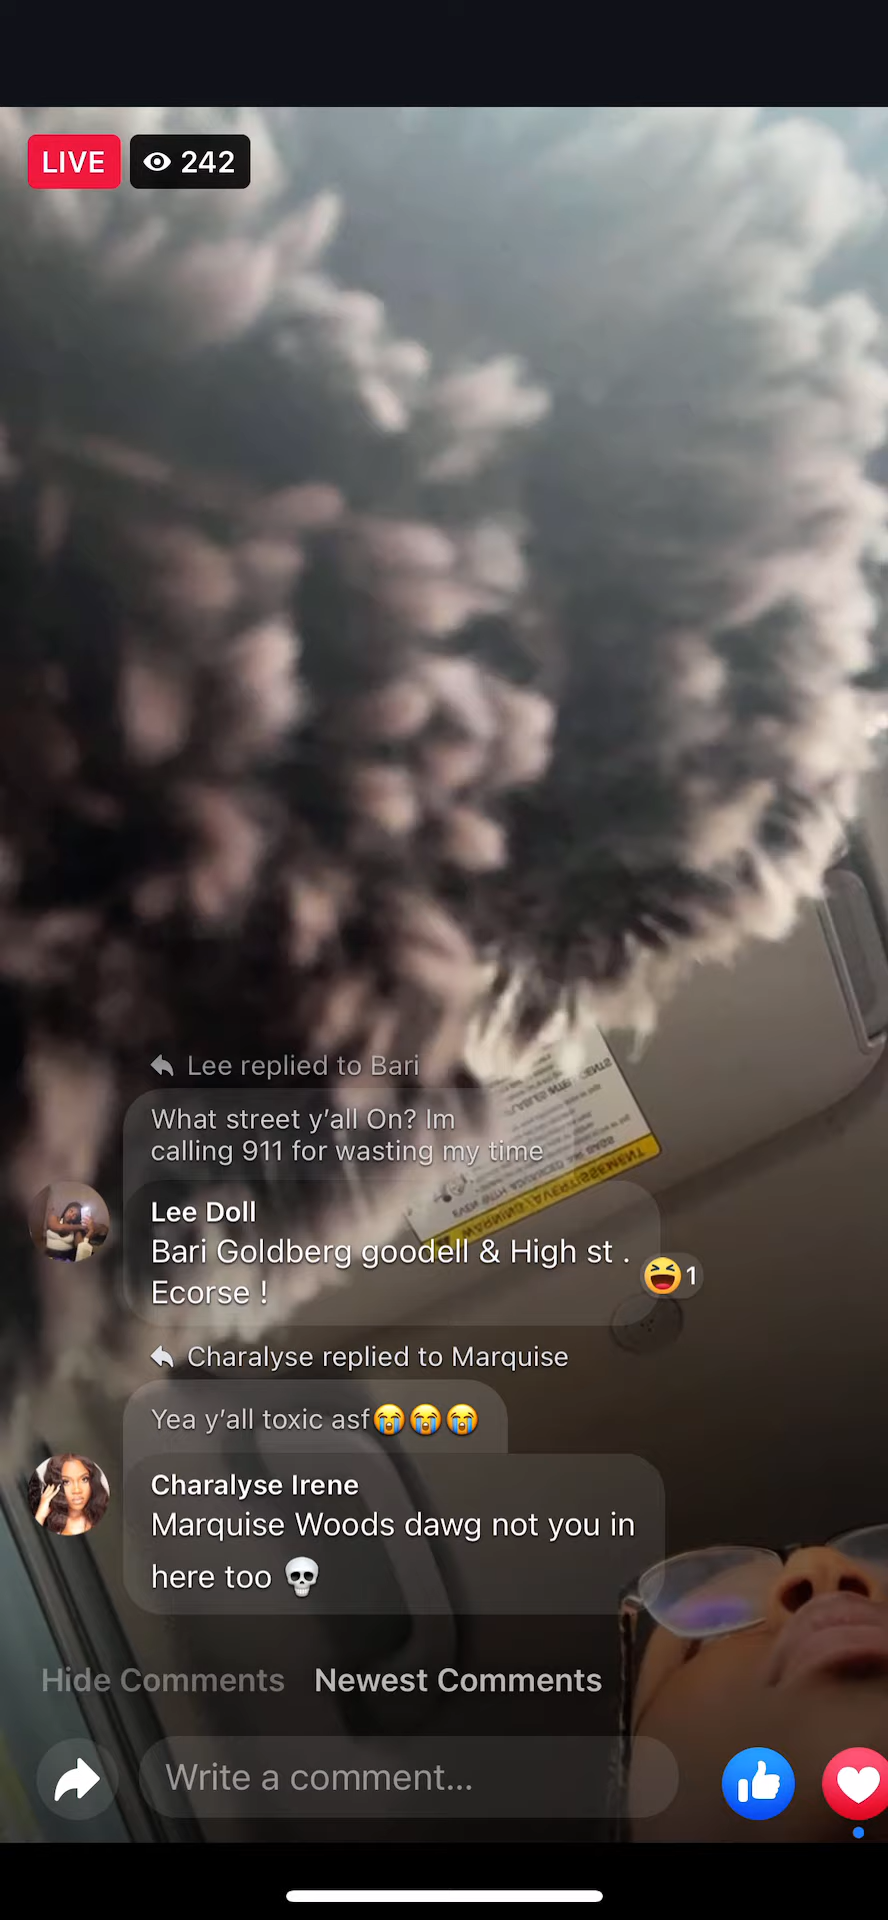 LIVE 242
Lee replied to Bari
What street y’all On? Im
calling 911 for wasting my time
Lee Doll
Bari Goldberg goodell & High st .
Ecorse !
😆 1
Charalyse replied to Marquise
Yea y’all toxic asf😭😭😭
Charalyse Irene
Marquise Woods dawg not you in
here too 💀
Hide Comments Newest Comments
Write a comment...
WARNING/AVERTISSEMENT